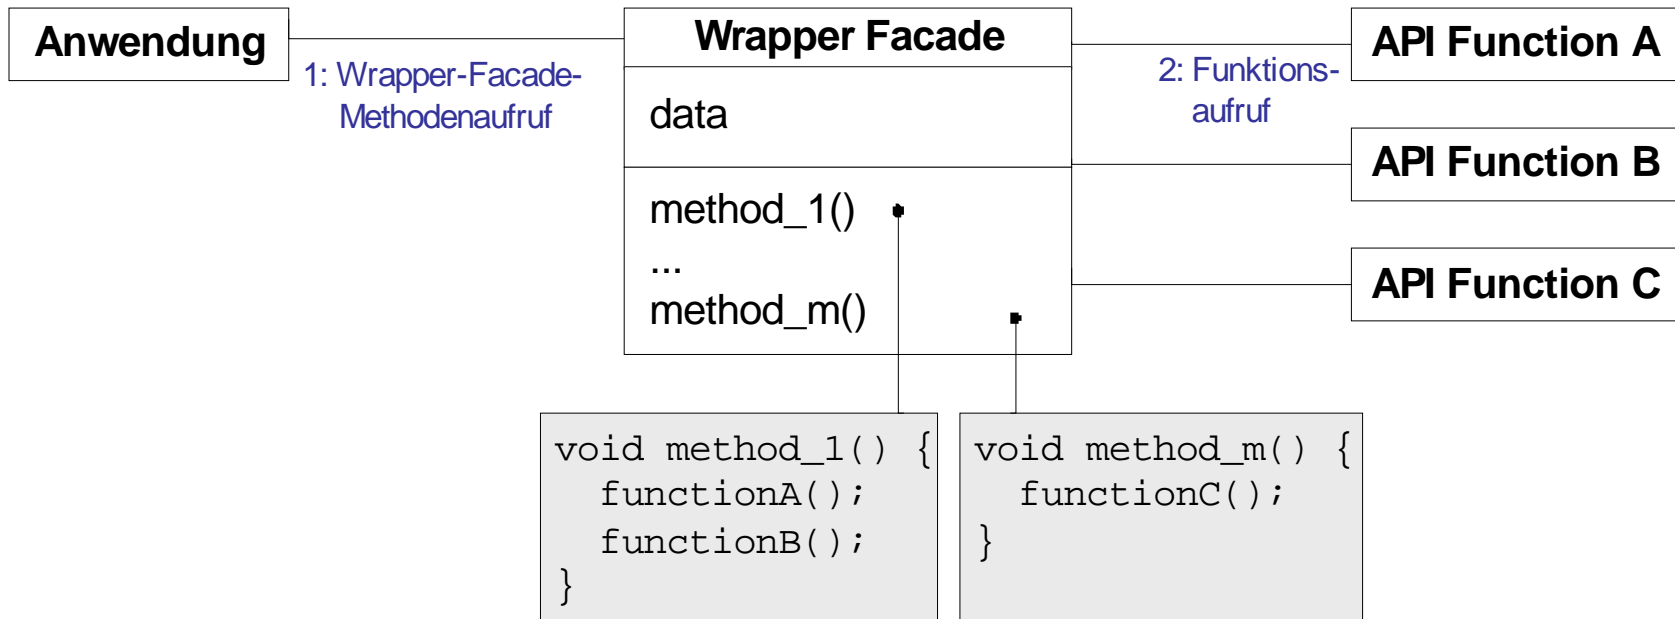 Anwendung
1: Wrapper-Facade-
Methodenaufruf
Wrapper Facade
data
method_1()
...
method_m()
2: Funktions-
aufruf
API Function A
API Function B
API Function C
void method_1() {
functionA();
functionB();
}
void method_m() {
functionC();
}